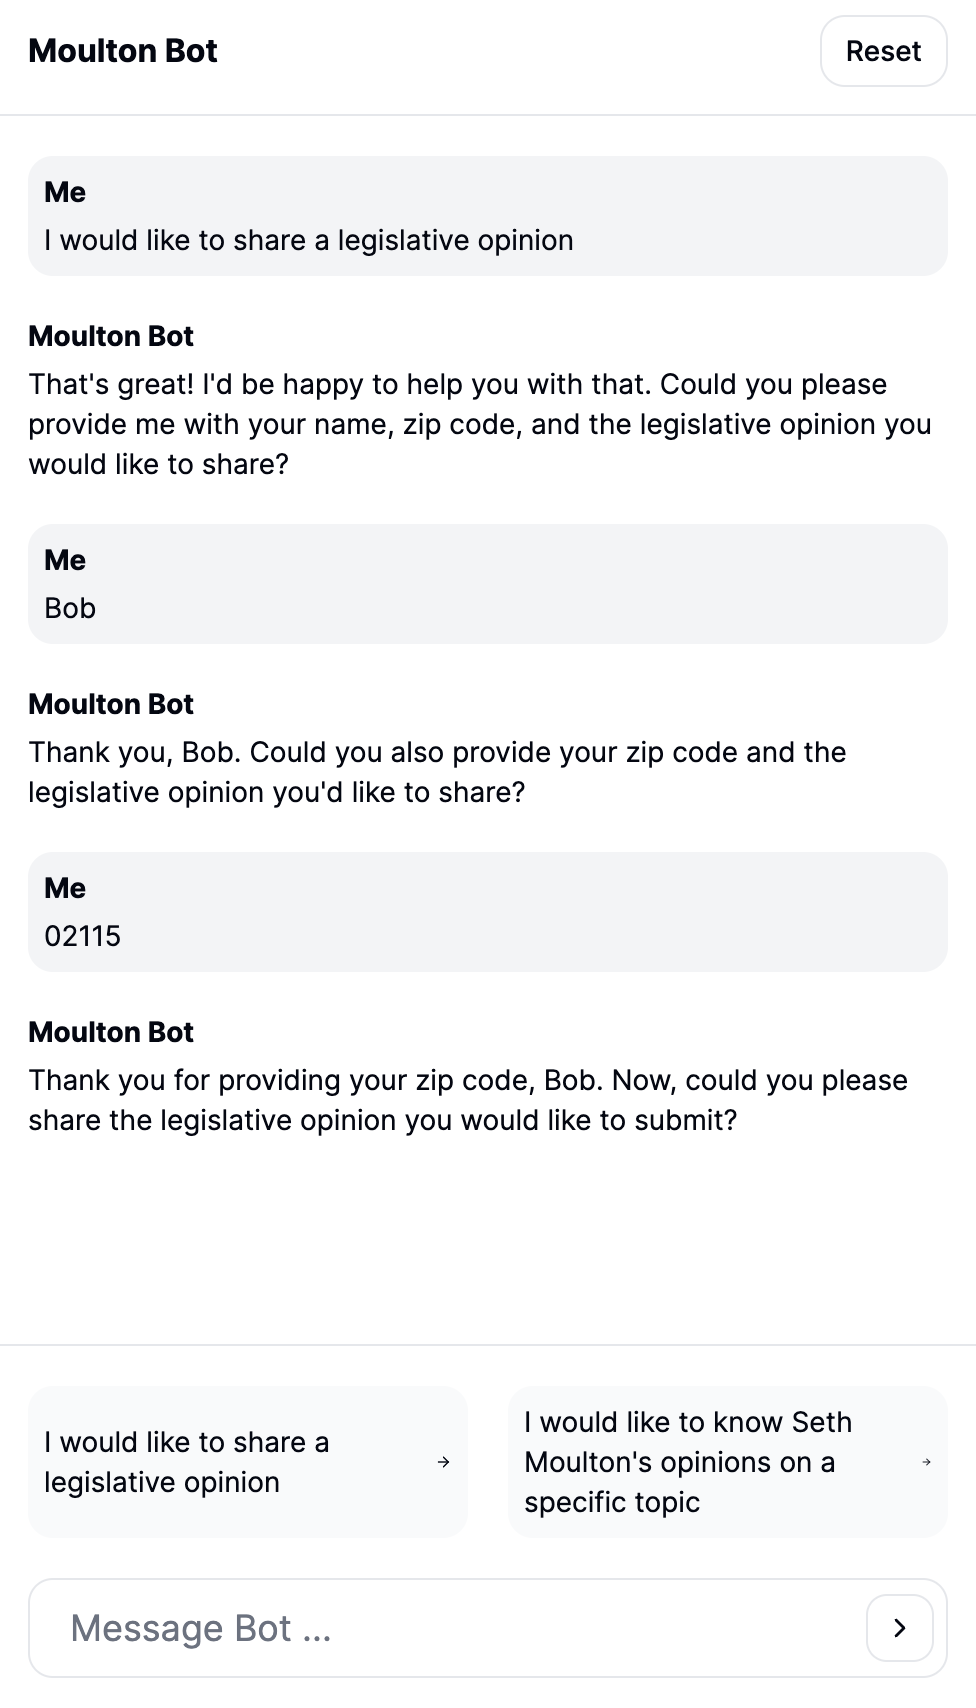 Moulton Bot
Reset
Me
I would like to share a legislative opinion
Moulton Bot
That's great! I'd be happy to help you with that. Could you please
provide me with your name, zip code, and the legislative opinion you
would like to share?
Me
Bob
Moulton Bot
Thank you, Bob. Could you also provide your zip code and the
legislative opinion you'd like to share?
Me
02115
Moulton Bot
Thank you for providing your zip code, Bob. Now, could you please
share the legislative opinion you would like to submit?
I would like to share a
legislative opinion
I would like to know Seth
Moulton's opinions on a
specific topic
Message Bot ...